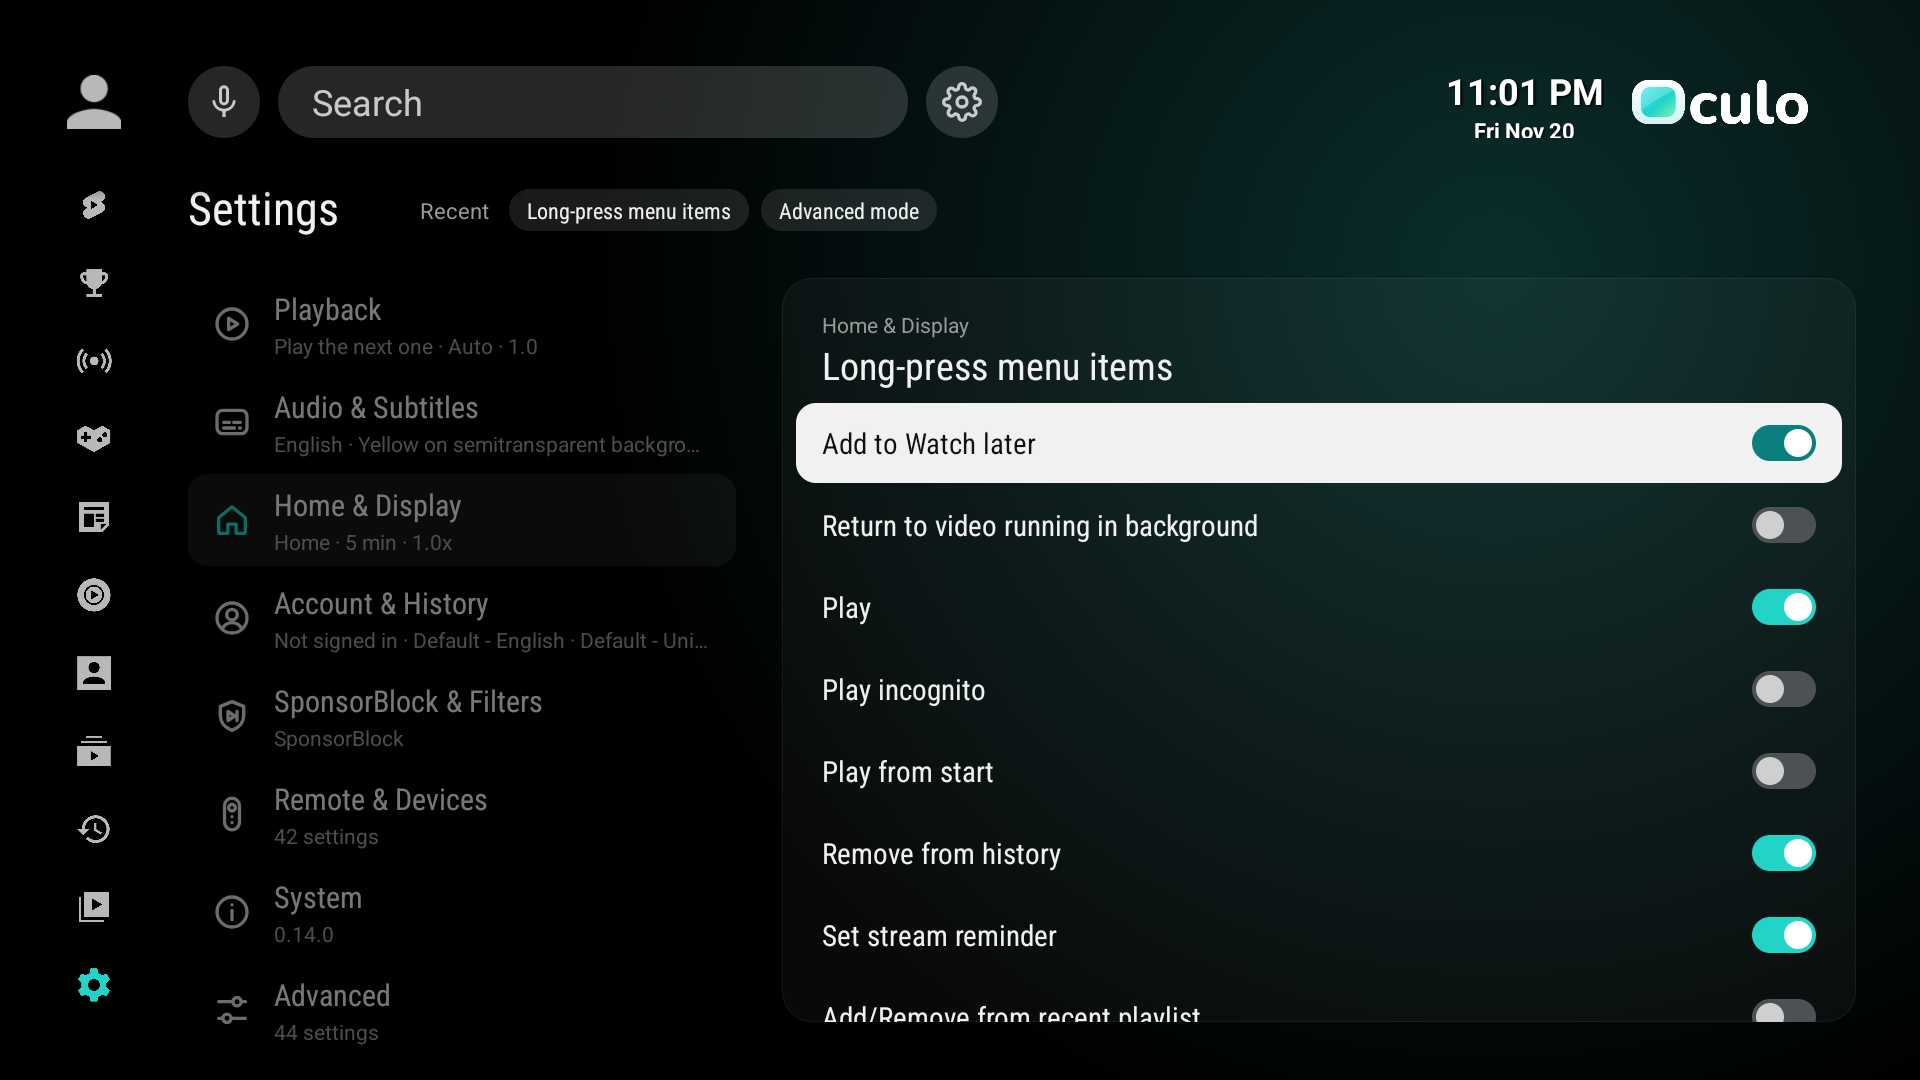 Search
11:01 PM
Fri Nov 20
Oculo
Settings
Recent
Long-press menu items
Advanced mode
Playback
Play the next one · Auto · 1.0
Audio & Subtitles
English · Yellow on semitransparent backgro...
Home & Display
Home · 5 min · 1.0x
Account & History
Not signed in · Default - English · Default - Uni...
SponsorBlock & Filters
SponsorBlock
Remote & Devices
42 settings
System
0.14.0
Advanced
44 settings
Home & Display
Long-press menu items
Add to Watch later
Return to video running in background
Play
Play incognito
Play from start
Remove from history
Set stream reminder
Add/Remove from recent playlist